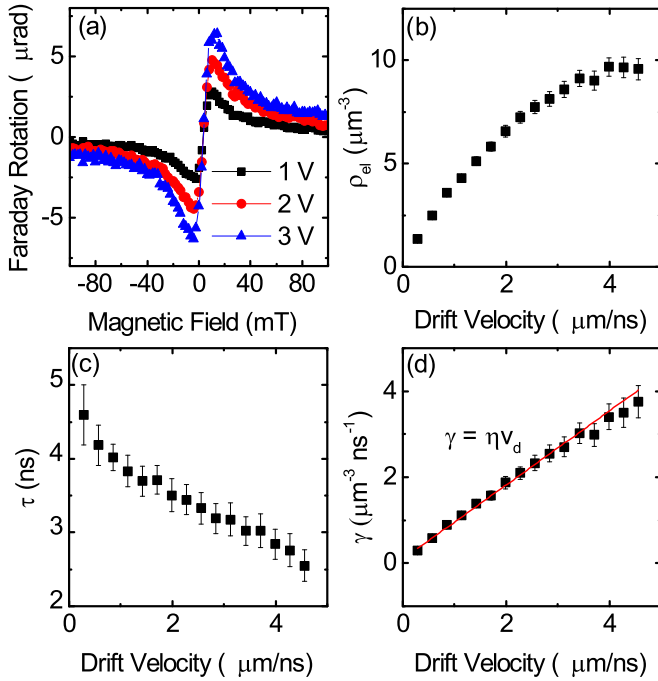 (a)
Faraday Rotation ( μrad)
5
0
-5
1 V
2 V
3 V
-80 -40 0 40 80
Magnetic Field (mT)
(b)
ρel (μm-3)
10
5
0
0 2 4
Drift Velocity ( μm/ns)
(c)
τ (ns)
5
4
3
2
0 2 4
Drift Velocity ( μm/ns)
(d)
γ (μm-3 ns-1)
4
2
0
γ = ηvd
0 2 4
Drift Velocity ( μm/ns)